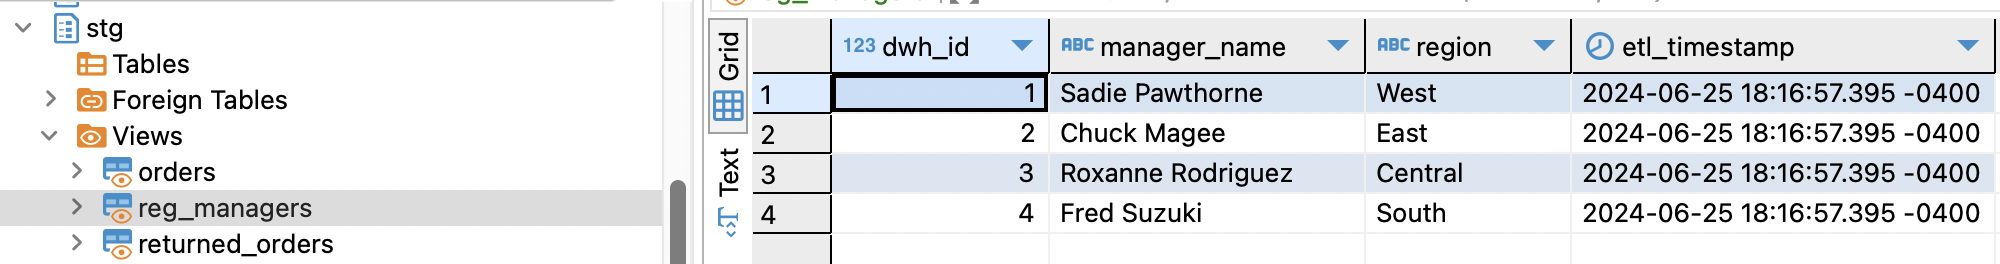 stg
Tables
Foreign Tables
Views
orders
reg_managers
returned_orders
Grid
Text
123 dwh_id ABC manager_name ABC region etl_timestamp
1 1 Sadie Pawthorne West 2024-06-25 18:16:57.395 -0400
2 2 Chuck Magee East 2024-06-25 18:16:57.395 -0400
3 3 Roxanne Rodriguez Central 2024-06-25 18:16:57.395 -0400
4 4 Fred Suzuki South 2024-06-25 18:16:57.395 -0400